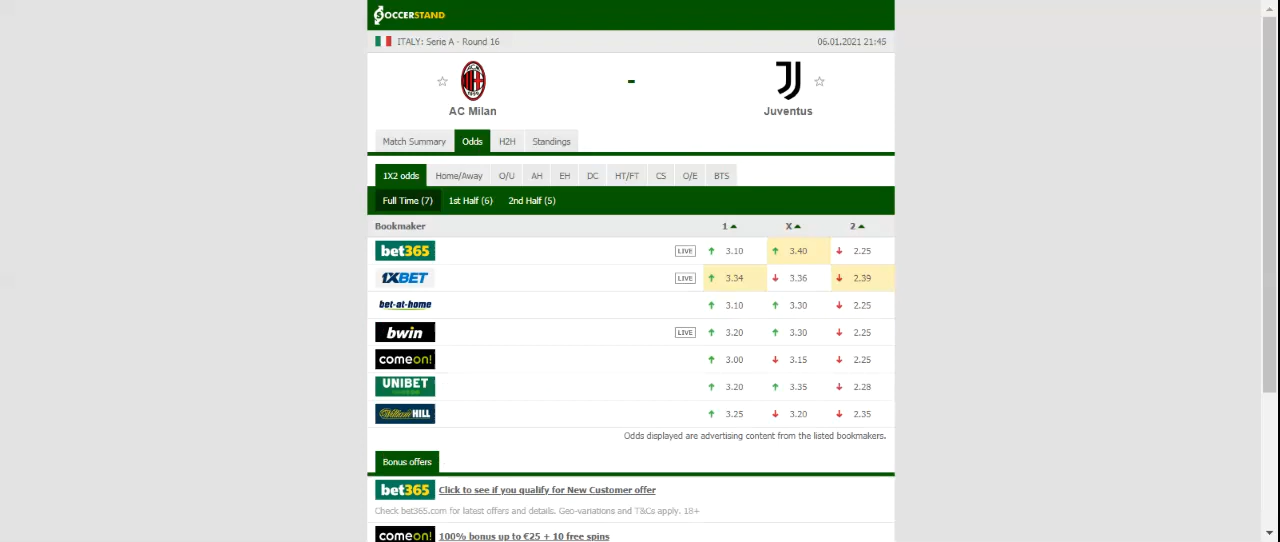 SOCCERSTAND
ITALY: Serie A - Round 16 06.01.2021 21:45
-
AC Milan Juventus
Match Summary Odds H2H Standings
1X2 odds Home/Away O/U AH EH DC HT/FT CS O/E BTS
Full Time (7) 1st Half (6) 2nd Half (5)
Bookmaker 1 X 2
bet365 LIVE 3.10 3.40 2.25
1XBET LIVE 3.34 3.36 2.39
bet-at-home 3.10 3.30 2.25
bwin LIVE 3.20 3.30 2.25
comeon! 3.00 3.15 2.25
UNIBET 3.20 3.35 2.28
William HILL 3.25 3.20 2.35
Odds displayed are advertising content from the listed bookmakers.
Bonus offers
bet365 Click to see if you qualify for New Customer offer
Check bet365.com for latest offers and details. Geo-variations and T&Cs apply. 18+
comeon! 100% bonus up to €25 + 10 free spins